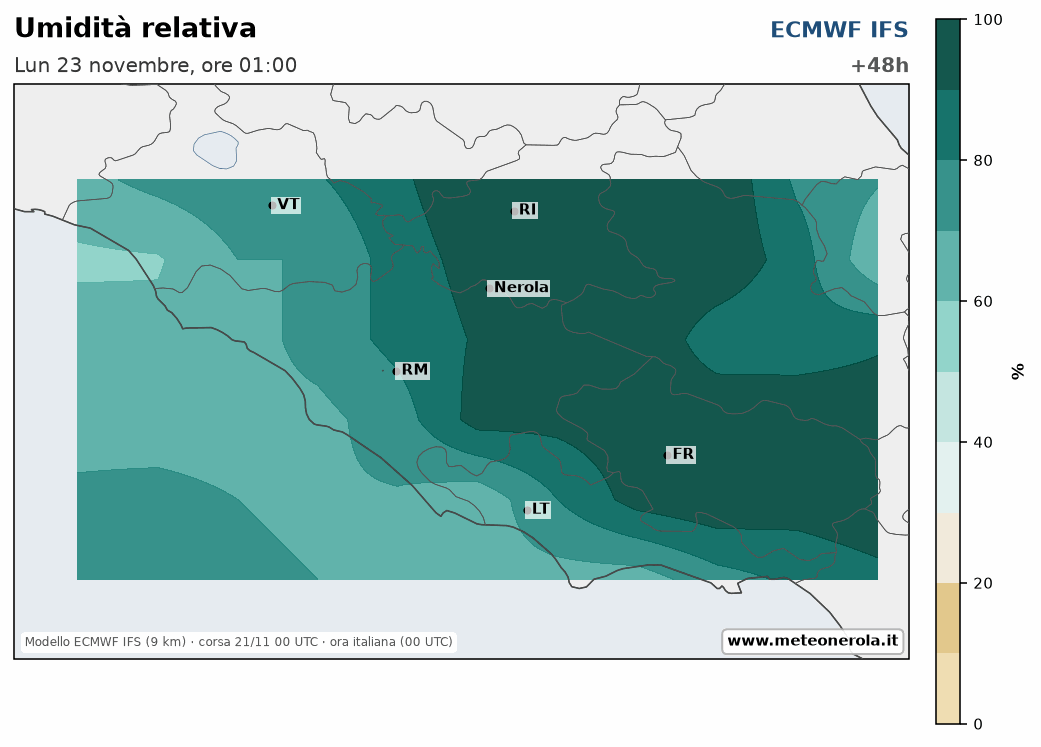 Umidità relativa
ECMWF IFS
Lun 23 novembre, ore 01:00
+48h
100
80
60
40
20
0
%
VT
RI
Nerola
RM
FR
LT
Modello ECMWF IFS (9 km) · corsa 21/11 00 UTC · ora italiana (00 UTC)
www.meteonerola.it